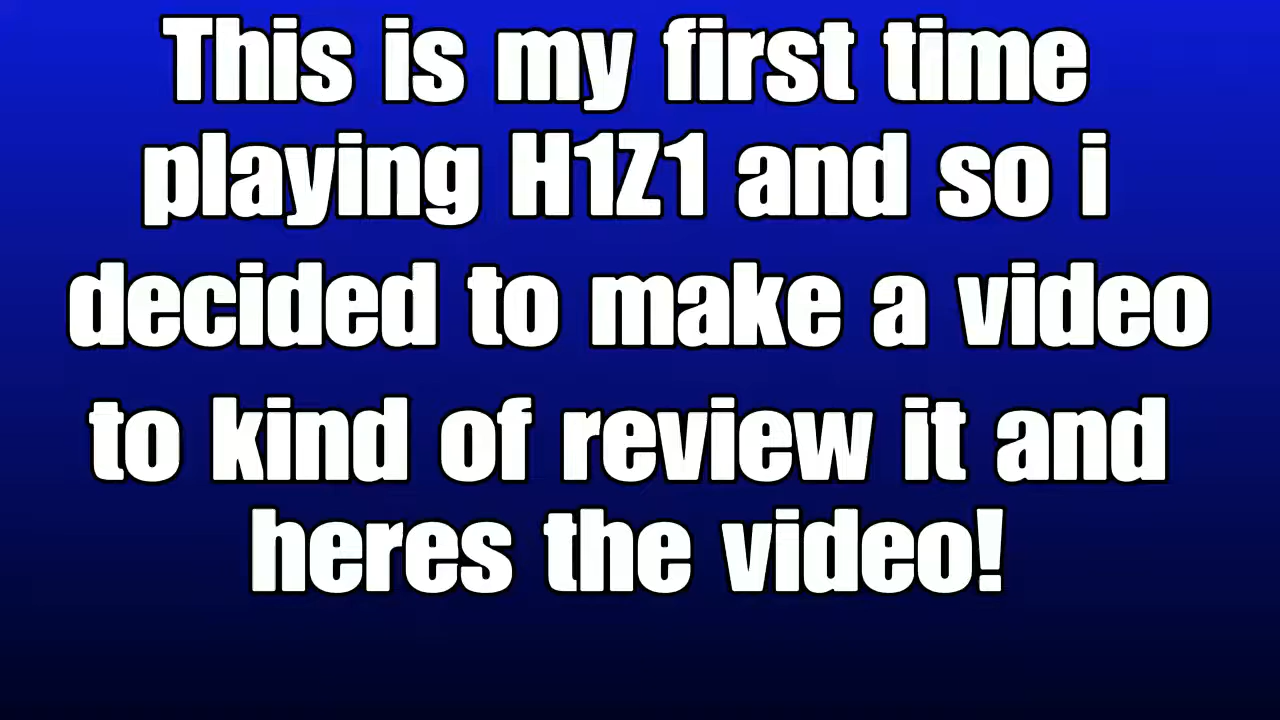 This is my first time
playing H1Z1 and so i
decided to make a video
to kind of review it and
heres the video!